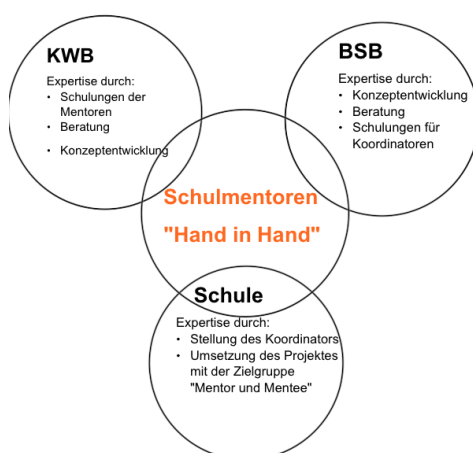 KWB
Expertise durch:
• Schulungen der
Mentoren
• Beratung
• Konzeptentwicklung
BSB
Expertise durch:
• Konzeptentwicklung
• Beratung
• Schulungen für
Koordinatoren
Schulmentoren
"Hand in Hand"
Schule
Expertise durch:
• Stellung des Koordinators
• Umsetzung des Projektes
mit der Zielgruppe
"Mentor und Mentee"